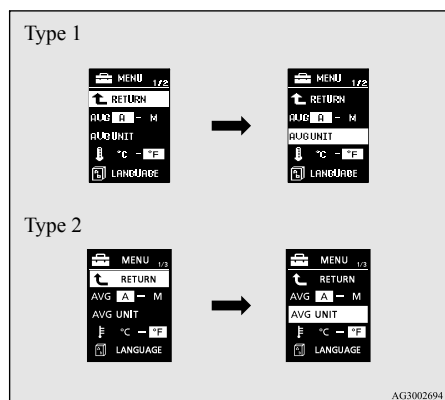 Type 1
MENU 1/2
RETURN
AVG A - M
AVG UNIT
°C - °F
LANGUAGE
MENU 1/2
RETURN
AVG A - M
AVG UNIT
°C - °F
LANGUAGE
Type 2
MENU 1/3
RETURN
AVG A - M
AVG UNIT
°C - °F
LANGUAGE
MENU 1/3
RETURN
AVG A - M
AVG UNIT
°C - °F
LANGUAGE
AG3002694